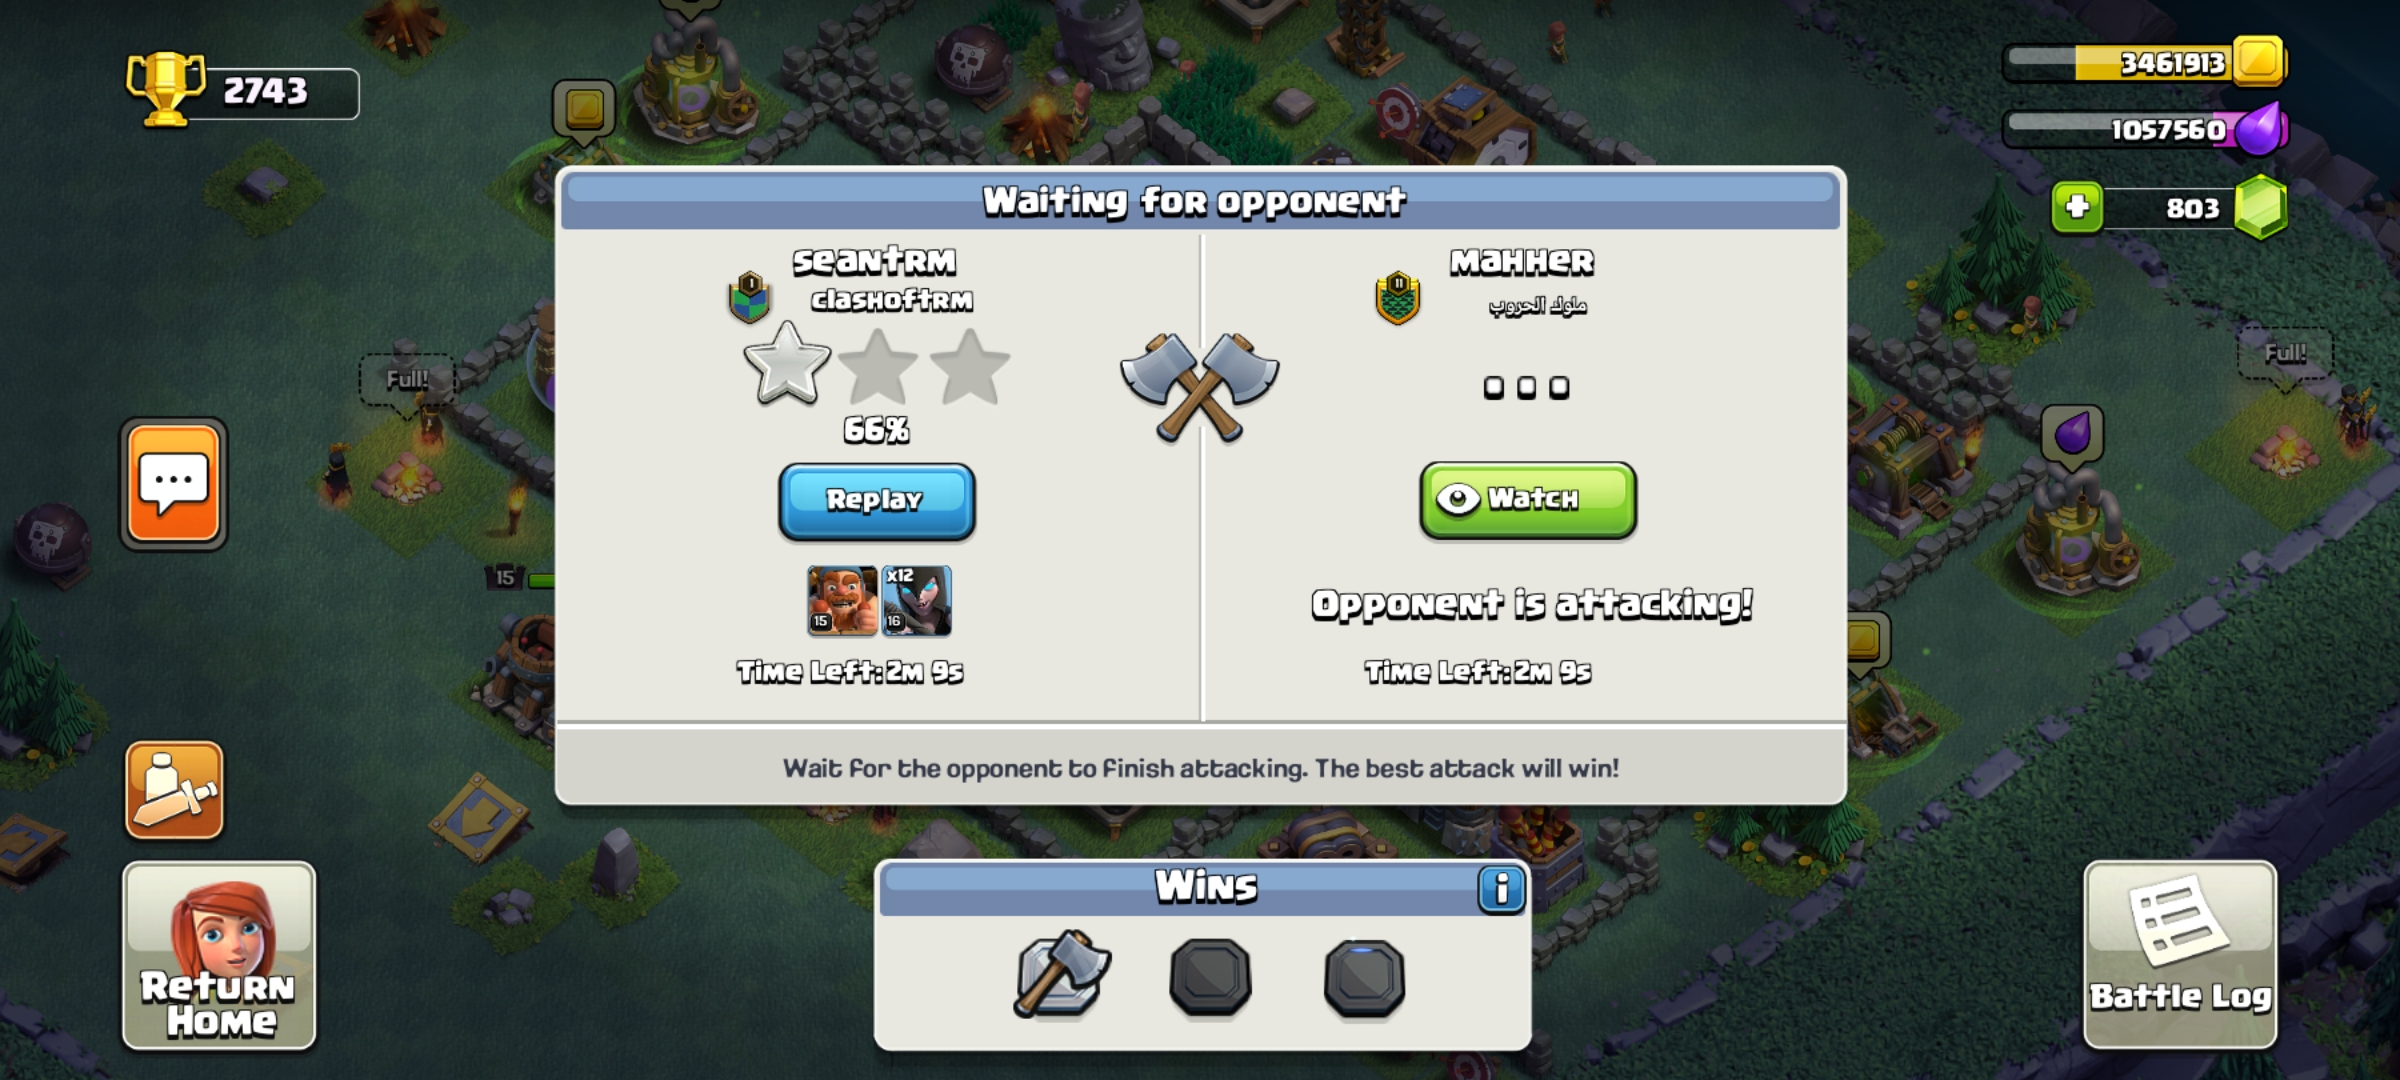 2743
3461913
1057560
803
Waiting for opponent
seantrm
I
clashoftrm
mahher
II
ملوك الحروب
66%
Replay
Watch
x12
15
16
Opponent is attacking!
Time Left:2m 9s
Time Left:2m 9s
Wait for the opponent to finish attacking. The best attack will win!
Full!
Full!
15
Wins
i
Return
Home
Battle Log